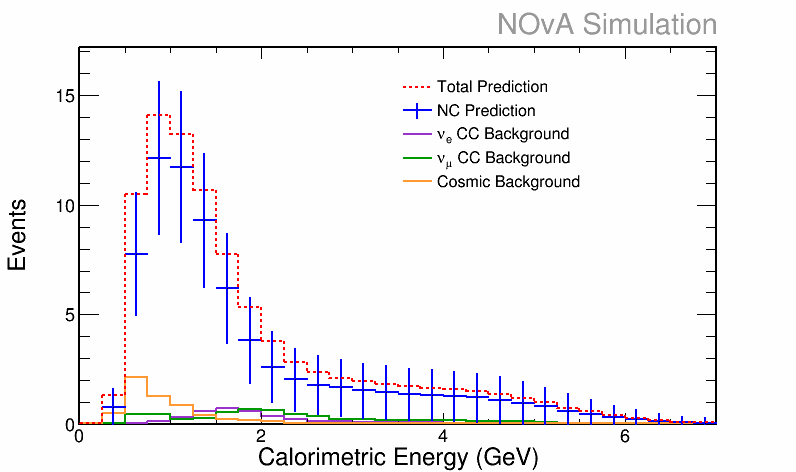 NOvA Simulation
15
10
5
0
Events
Total Prediction
NC Prediction
νe CC Background
νμ CC Background
Cosmic Background
0 2 4 6
Calorimetric Energy (GeV)